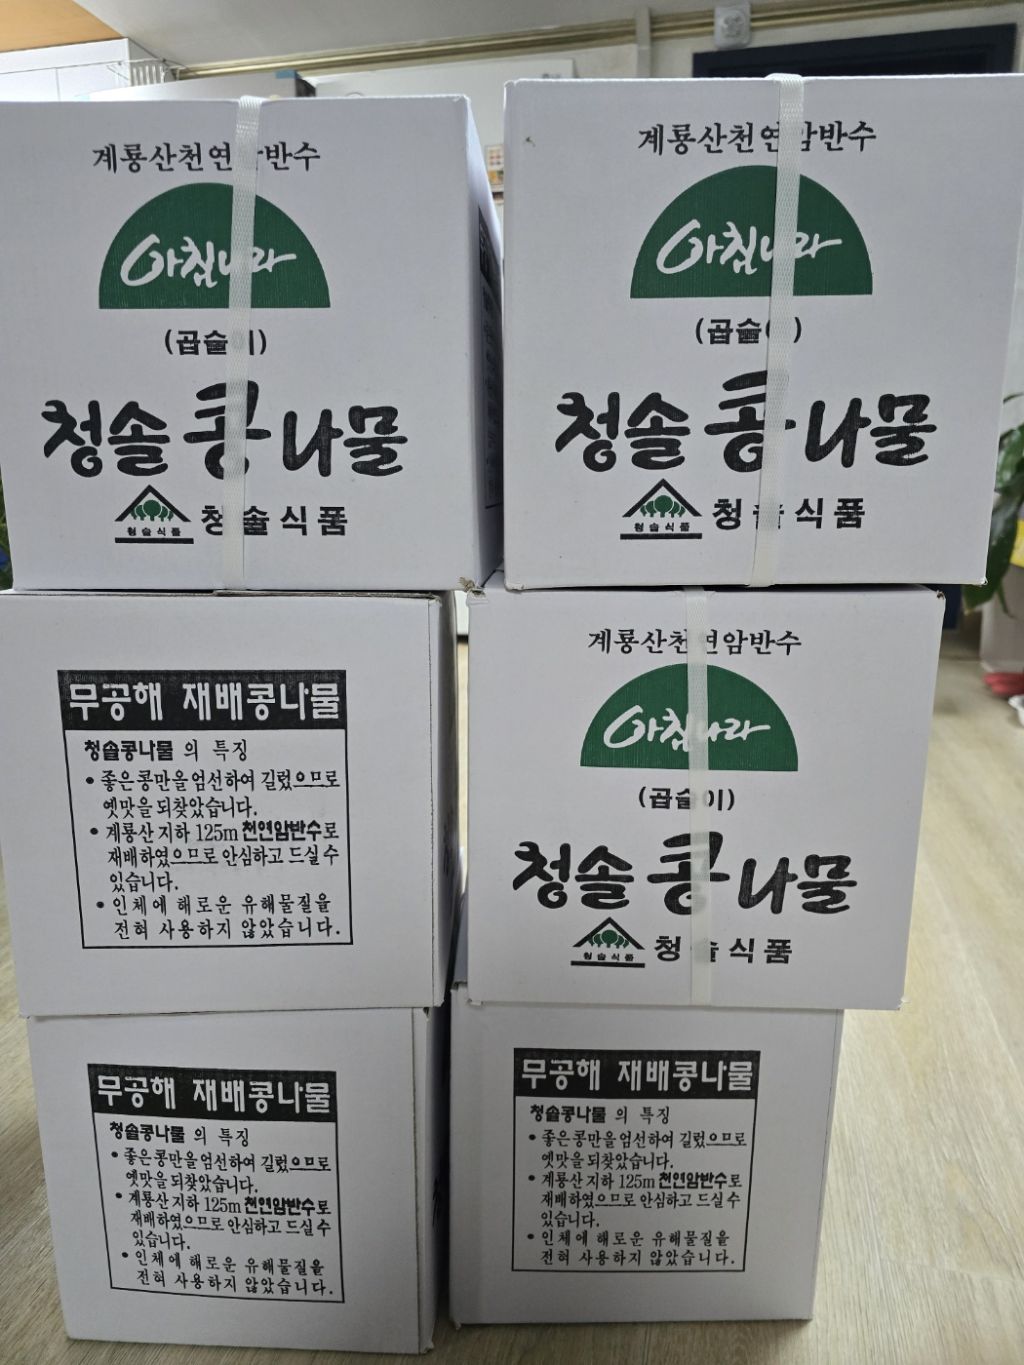 계룡산천연암반수
아침나라
(곱슬이)
청솔 콩나물
청솔식품
청솔식품
계룡산천연암반수
아침나라
(곱슬이)
청솔 콩나물
청솔식품
청솔식품
무공해 재배콩나물
청솔콩나물 의 특징
• 좋은콩만을엄선하여 길렀으므로
옛맛을 되찾았습니다.
• 계룡산 지하 125m 천연암반수로
재배하였으므로 안심하고 드실 수
있습니다.
• 인체에 해로운 유해물질을
전혀 사용하지 않았습니다.
계룡산천연암반수
아침나라
(곱슬이)
청솔 콩나물
청솔식품
청솔식품
무공해 재배콩나물
청솔콩나물 의 특징
• 좋은콩만을엄선하여 길렀으므로
옛맛을 되찾았습니다.
• 계룡산 지하 125m 천연암반수로
재배하였으므로 안심하고 드실 수
있습니다.
• 인체에 해로운 유해물질을
전혀 사용하지 않았습니다.
무공해 재배콩나물
청솔콩나물 의 특징
• 좋은콩만을엄선하여 길렀으므로
옛맛을 되찾았습니다.
• 계룡산 지하 125m 천연암반수로
재배하였으므로 안심하고 드실 수
있습니다.
• 인체에 해로운 유해물질을
전혀 사용하지 않았습니다.